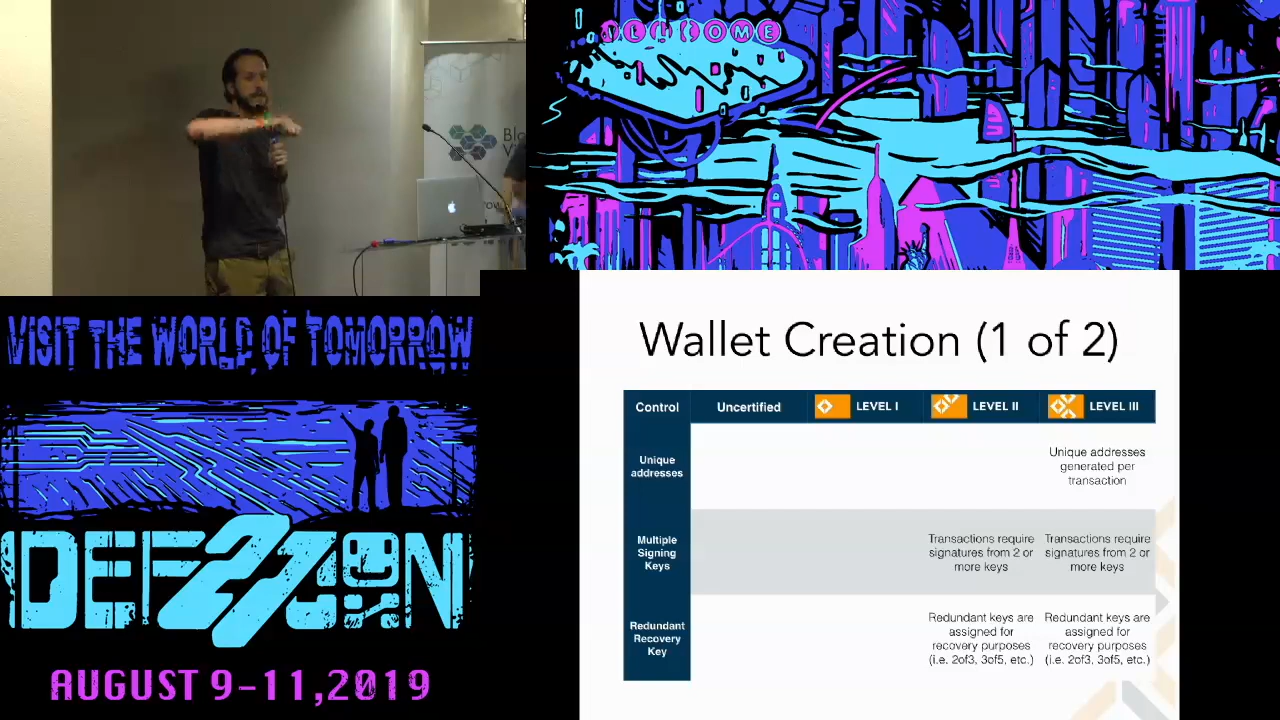 WELCOME
VISIT THE WORLD OF TOMORROW
DEF27CON
AUGUST 9-11,2019
Wallet Creation (1 of 2)
Control Uncertified LEVEL I LEVEL II LEVEL III
Unique
addresses
Unique addresses
generated per
transaction
Multiple
Signing
Keys
Transactions require
signatures from 2 or
more keys
Transactions require
signatures from 2 or
more keys
Redundant
Recovery
Key
Redundant keys are
assigned for
recovery purposes
(i.e. 2of3, 3of5, etc.)
Redundant keys are
assigned for
recovery purposes
(i.e. 2of3, 3of5, etc.)